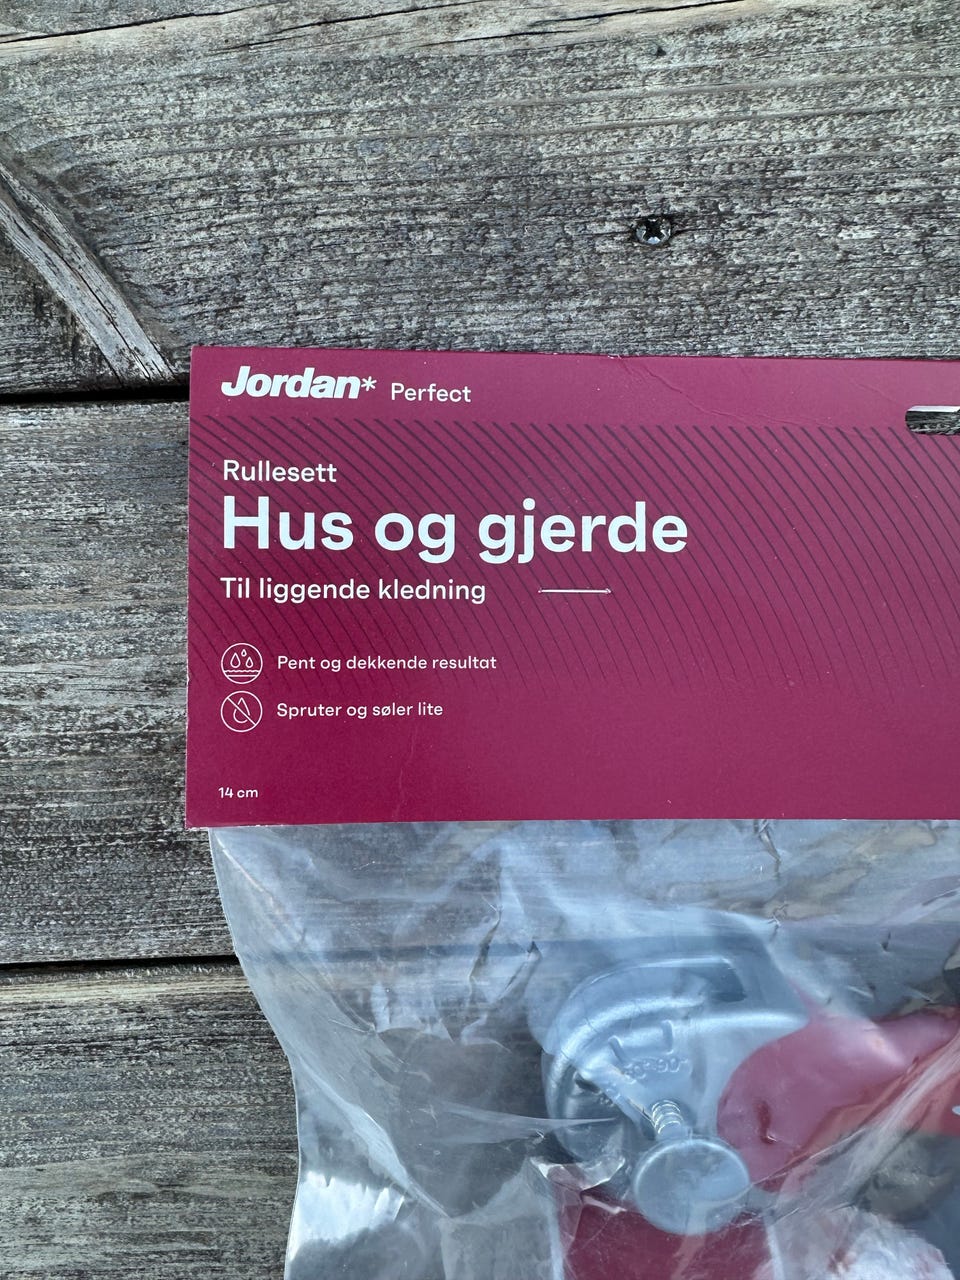 Jordan* Perfect
Rullesett
Hus og gjerde
Til liggende kledning
Pent og dekkende resultat
Spruter og søler lite
14 cm